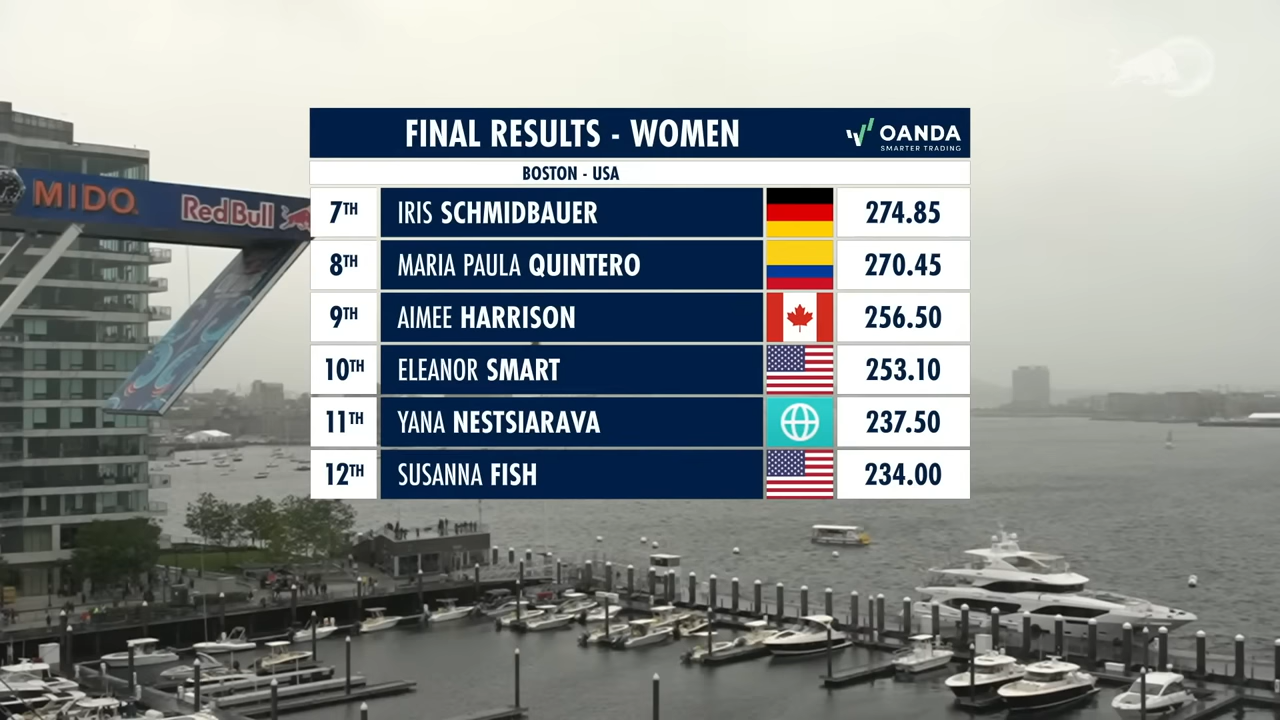 FINAL RESULTS - WOMEN
OANDA
SMARTER TRADING
BOSTON - USA
MIDO
Red Bull
7TH IRIS SCHMIDBAUER 274.85
8TH MARIA PAULA QUINTERO 270.45
9TH AIMEE HARRISON 256.50
10TH ELEANOR SMART 253.10
11TH YANA NESTSIARAVA 237.50
12TH SUSANNA FISH 234.00